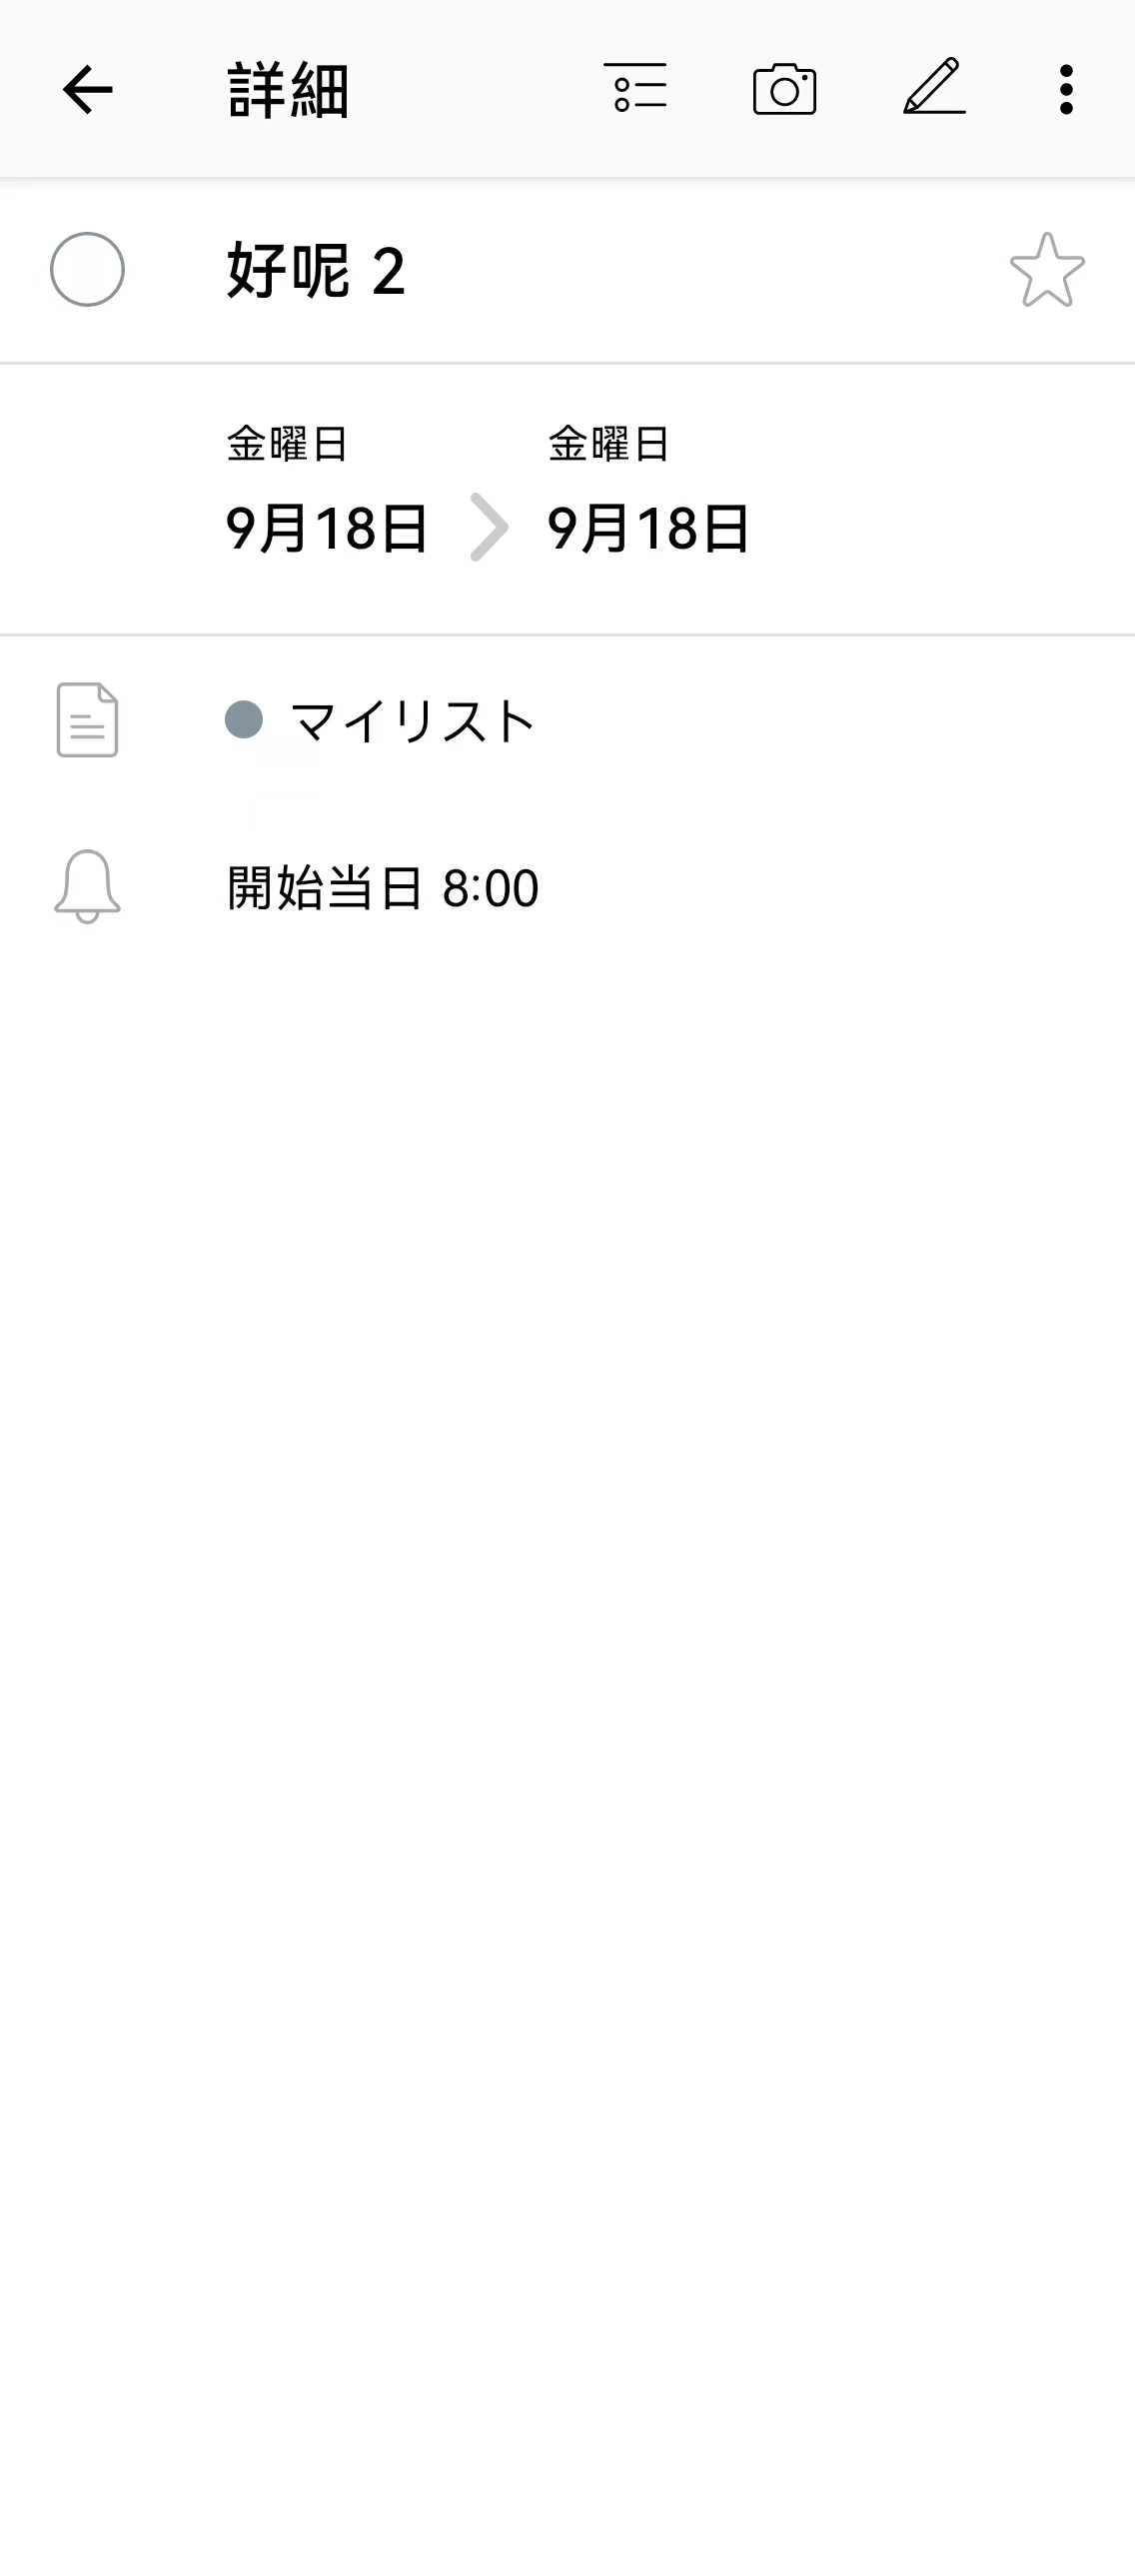 詳細
好呢 2
金曜日 金曜日
9月18日 9月18日
マイリスト
開始当日 8:00